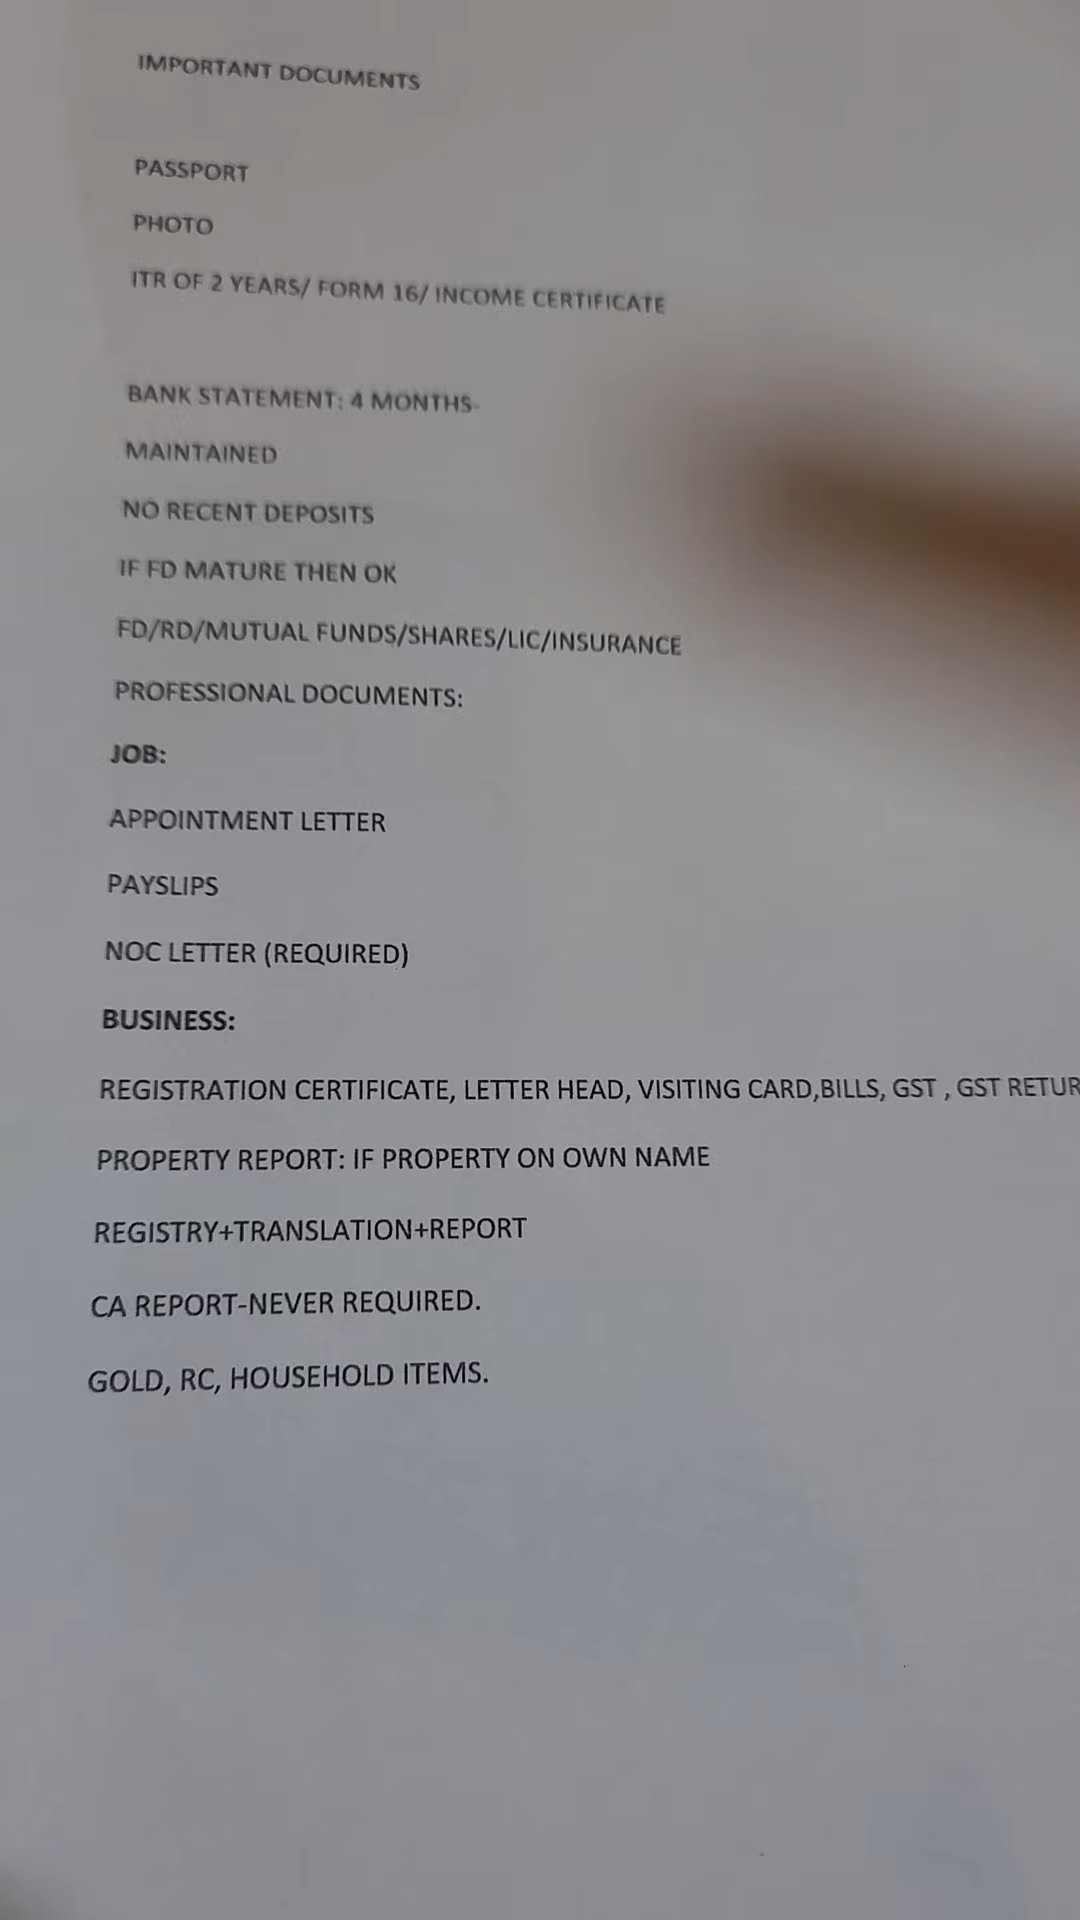 IMPORTANT DOCUMENTS
PASSPORT
PHOTO
ITR OF 2 YEARS/ FORM 16/ INCOME CERTIFICATE
BANK STATEMENT: 4 MONTHS-
MAINTAINED
NO RECENT DEPOSITS
IF FD MATURE THEN OK
FD/RD/MUTUAL FUNDS/SHARES/LIC/INSURANCE
PROFESSIONAL DOCUMENTS:
JOB:
APPOINTMENT LETTER
PAYSLIPS
NOC LETTER (REQUIRED)
BUSINESS:
REGISTRATION CERTIFICATE, LETTER HEAD, VISITING CARD,BILLS, GST , GST RETUR
PROPERTY REPORT: IF PROPERTY ON OWN NAME
REGISTRY+TRANSLATION+REPORT
CA REPORT-NEVER REQUIRED.
GOLD, RC, HOUSEHOLD ITEMS.